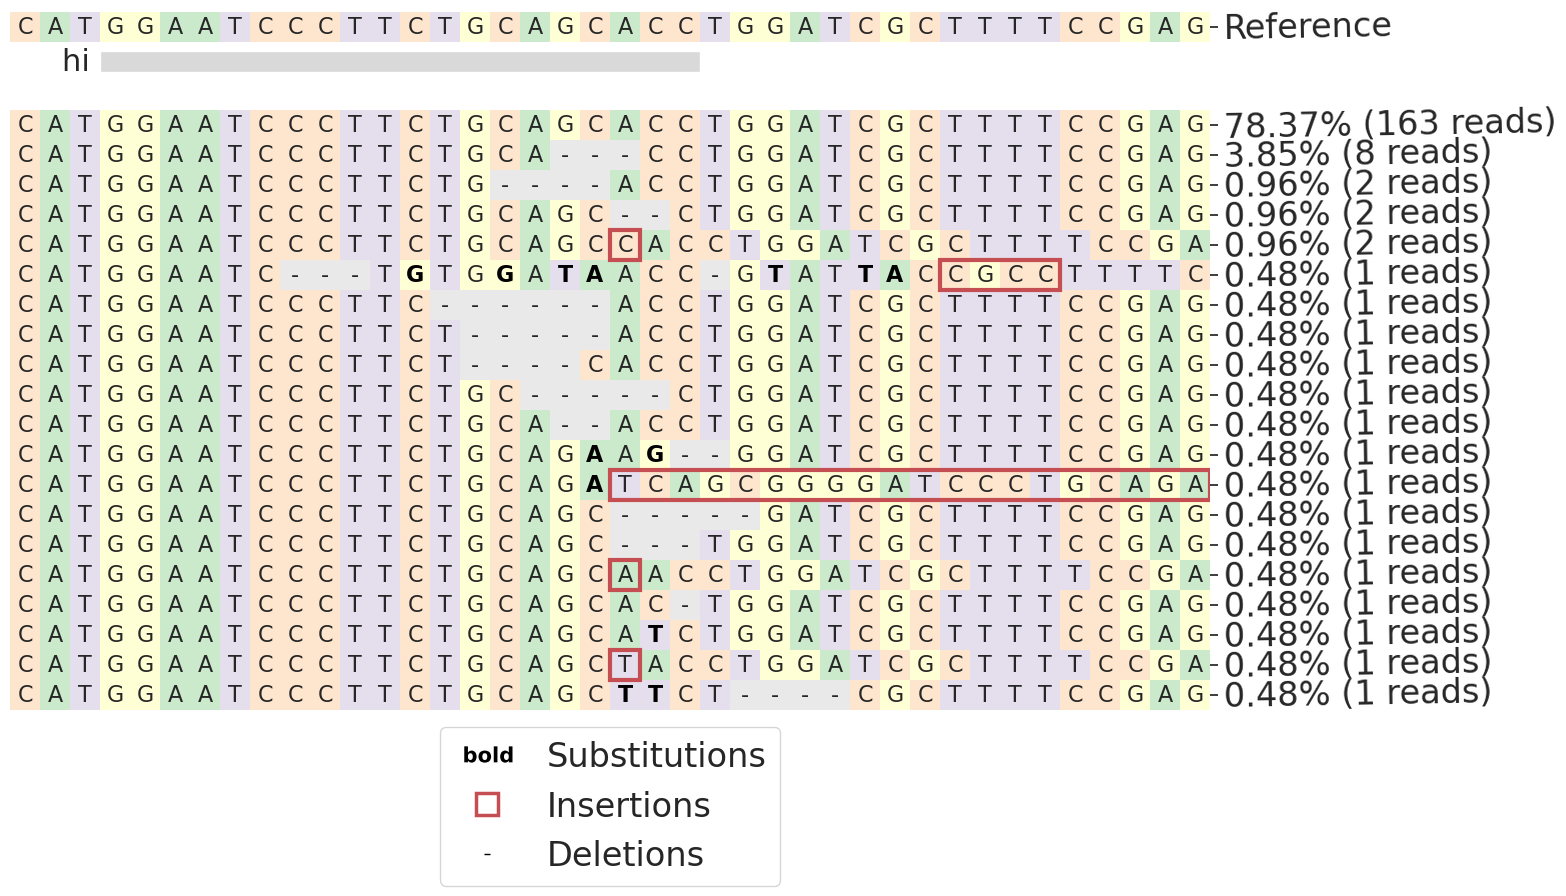 C A T G G A A T C C C T T C T G C A G C A C C T G G A T C G C T T T T C C G A G Reference
hi
C A T G G A A T C C C T T C T G C A G C A C C T G G A T C G C T T T T C C G A G 78.37% (163 reads)
C A T G G A A T C C C T T C T G C A - - - C C T G G A T C G C T T T T C C G A G 3.85% (8 reads)
C A T G G A A T C C C T T C T G - - - - A C C T G G A T C G C T T T T C C G A G 0.96% (2 reads)
C A T G G A A T C C C T T C T G C A G C - - C T G G A T C G C T T T T C C G A G 0.96% (2 reads)
C A T G G A A T C C C T T C T G C A G C C A C C T G G A T C G C T T T T C C G A 0.96% (2 reads)
C A T G G A A T C - - - T G T G G A T A A C C - G T A T T A C C G C C T T T T C 0.48% (1 reads)
C A T G G A A T C C C T T C - - - - - - A C C T G G A T C G C T T T T C C G A G 0.48% (1 reads)
C A T G G A A T C C C T T C T - - - - - A C C T G G A T C G C T T T T C C G A G 0.48% (1 reads)
C A T G G A A T C C C T T C T - - - - C A C C T G G A T C G C T T T T C C G A G 0.48% (1 reads)
C A T G G A A T C C C T T C T G C - - - - - C T G G A T C G C T T T T C C G A G 0.48% (1 reads)
C A T G G A A T C C C T T C T G C A - - A C C T G G A T C G C T T T T C C G A G 0.48% (1 reads)
C A T G G A A T C C C T T C T G C A G A A G - - G G A T C G C T T T T C C G A G 0.48% (1 reads)
C A T G G A A T C C C T T C T G C A G A T C A G C G G G G A T C C C T G C A G A 0.48% (1 reads)
C A T G G A A T C C C T T C T G C A G C - - - - - G A T C G C T T T T C C G A G 0.48% (1 reads)
C A T G G A A T C C C T T C T G C A G C - - - T G G A T C G C T T T T C C G A G 0.48% (1 reads)
C A T G G A A T C C C T T C T G C A G C A A C C T G G A T C G C T T T T C C G A 0.48% (1 reads)
C A T G G A A T C C C T T C T G C A G C A C - T G G A T C G C T T T T C C G A G 0.48% (1 reads)
C A T G G A A T C C C T T C T G C A G C A T C T G G A T C G C T T T T C C G A G 0.48% (1 reads)
C A T G G A A T C C C T T C T G C A G C T A C C T G G A T C G C T T T T C C G A 0.48% (1 reads)
C A T G G A A T C C C T T C T G C A G C T T C T - - - - C G C T T T T C C G A G 0.48% (1 reads)
bold Substitutions
Insertions
- Deletions